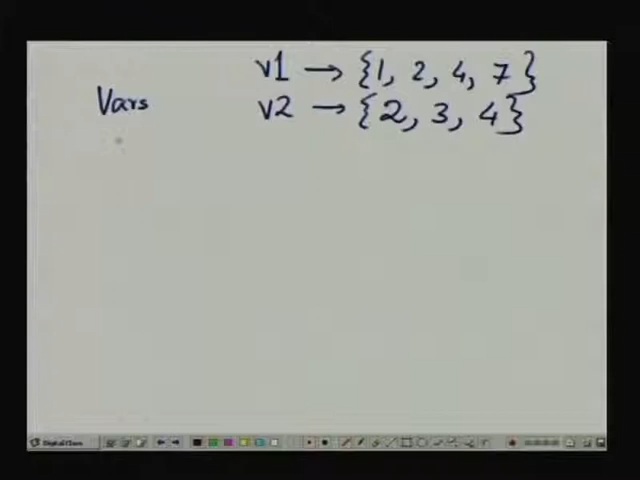 v1 → {1, 2, 4, 7}
Vars
v2 → {2, 3, 4}